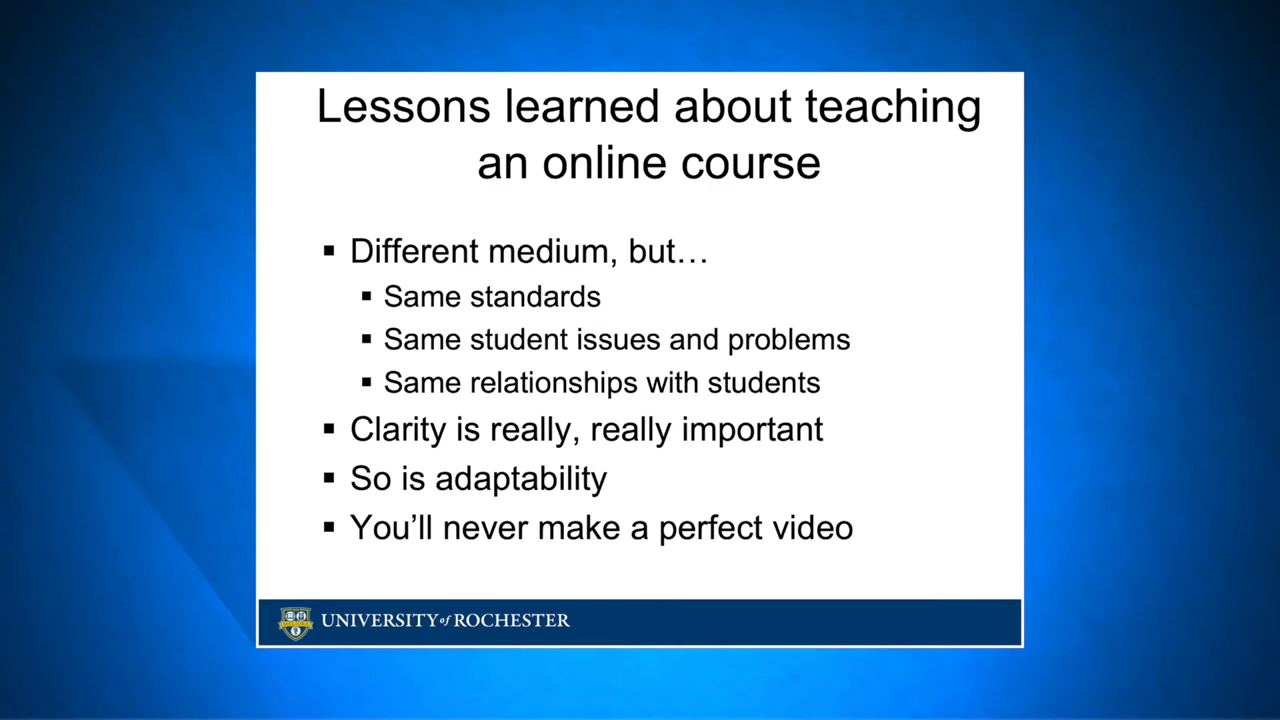 Lessons learned about teaching
an online course
▪ Different medium, but…
▪ Same standards
▪ Same student issues and problems
▪ Same relationships with students
▪ Clarity is really, really important
▪ So is adaptability
▪ You’ll never make a perfect video
MELIORA
UNIVERSITY of ROCHESTER